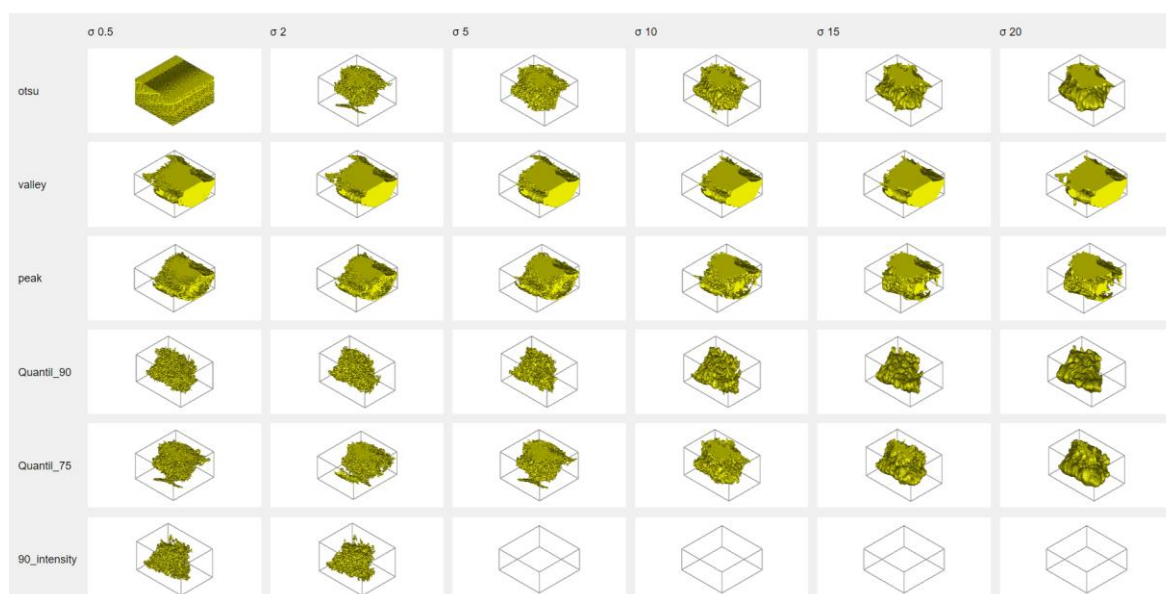 σ 0.5 σ 2 σ 5 σ 10 σ 15 σ 20
otsu
valley
peak
Quantil_90
Quantil_75
90_intensity